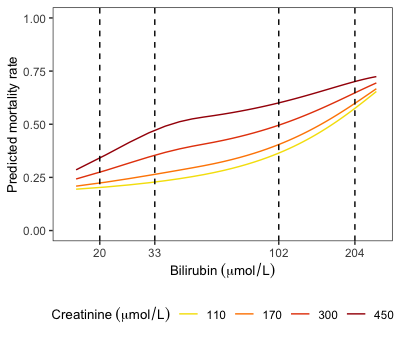 Predicted mortality rate
1.00
0.75
0.50
0.25
0.00
20 33 102 204
Bilirubin (μmol/L)
Creatinine (μmol/L) 110 170 300 450